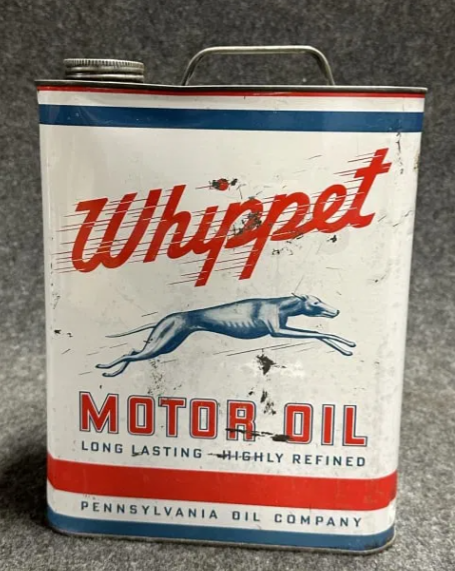 Whippet
MOTOR OIL
LONG LASTING - HIGHLY REFINED
PENNSYLVANIA OIL COMPANY